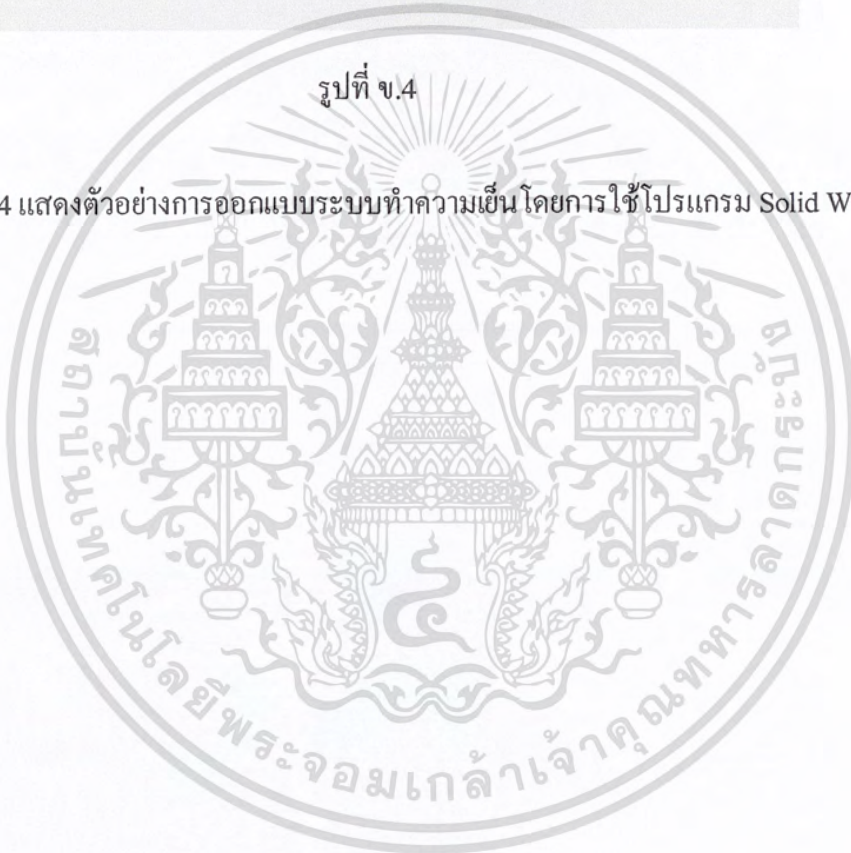 รูปที่ ข.4
4 แสดงตัวอย่างการออกแบบระบบทำความเย็นโดยการใช้โปรแกรม Solid W
สถาบันเทคโนโลยีพระจอมเกล้าเจ้าคุณทหารลาดกระบัง